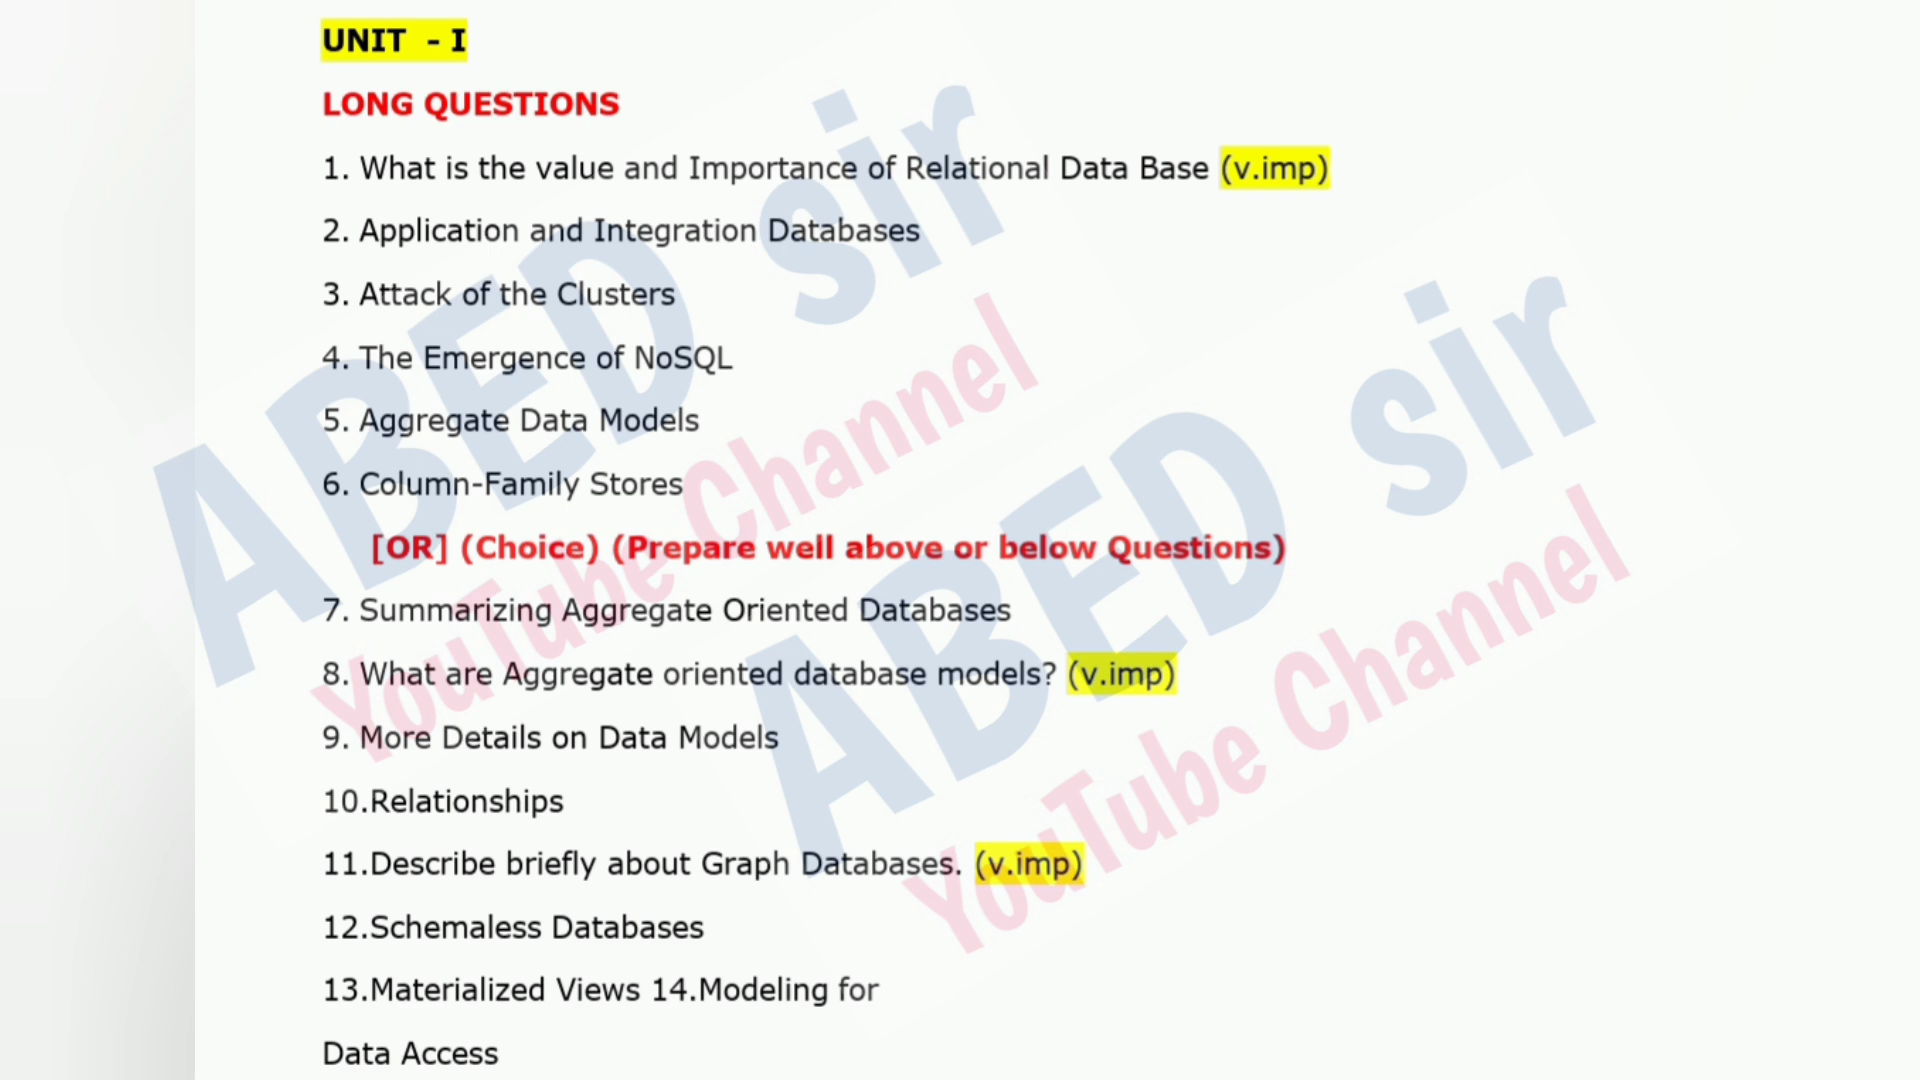 UNIT - I
LONG QUESTIONS
1. What is the value and Importance of Relational Data Base (v.imp)
2. Application and Integration Databases
3. Attack of the Clusters
4. The Emergence of NoSQL
5. Aggregate Data Models
6. Column-Family Stores
[OR] (Choice) (Prepare well above or below Questions)
7. Summarizing Aggregate Oriented Databases
8. What are Aggregate oriented database models? (v.imp)
9. More Details on Data Models
10.Relationships
11.Describe briefly about Graph Databases. (v.imp)
12.Schemaless Databases
13.Materialized Views 14.Modeling for
Data Access
ABED sir
YouTube Channel
ABED sir
YouTube Channel